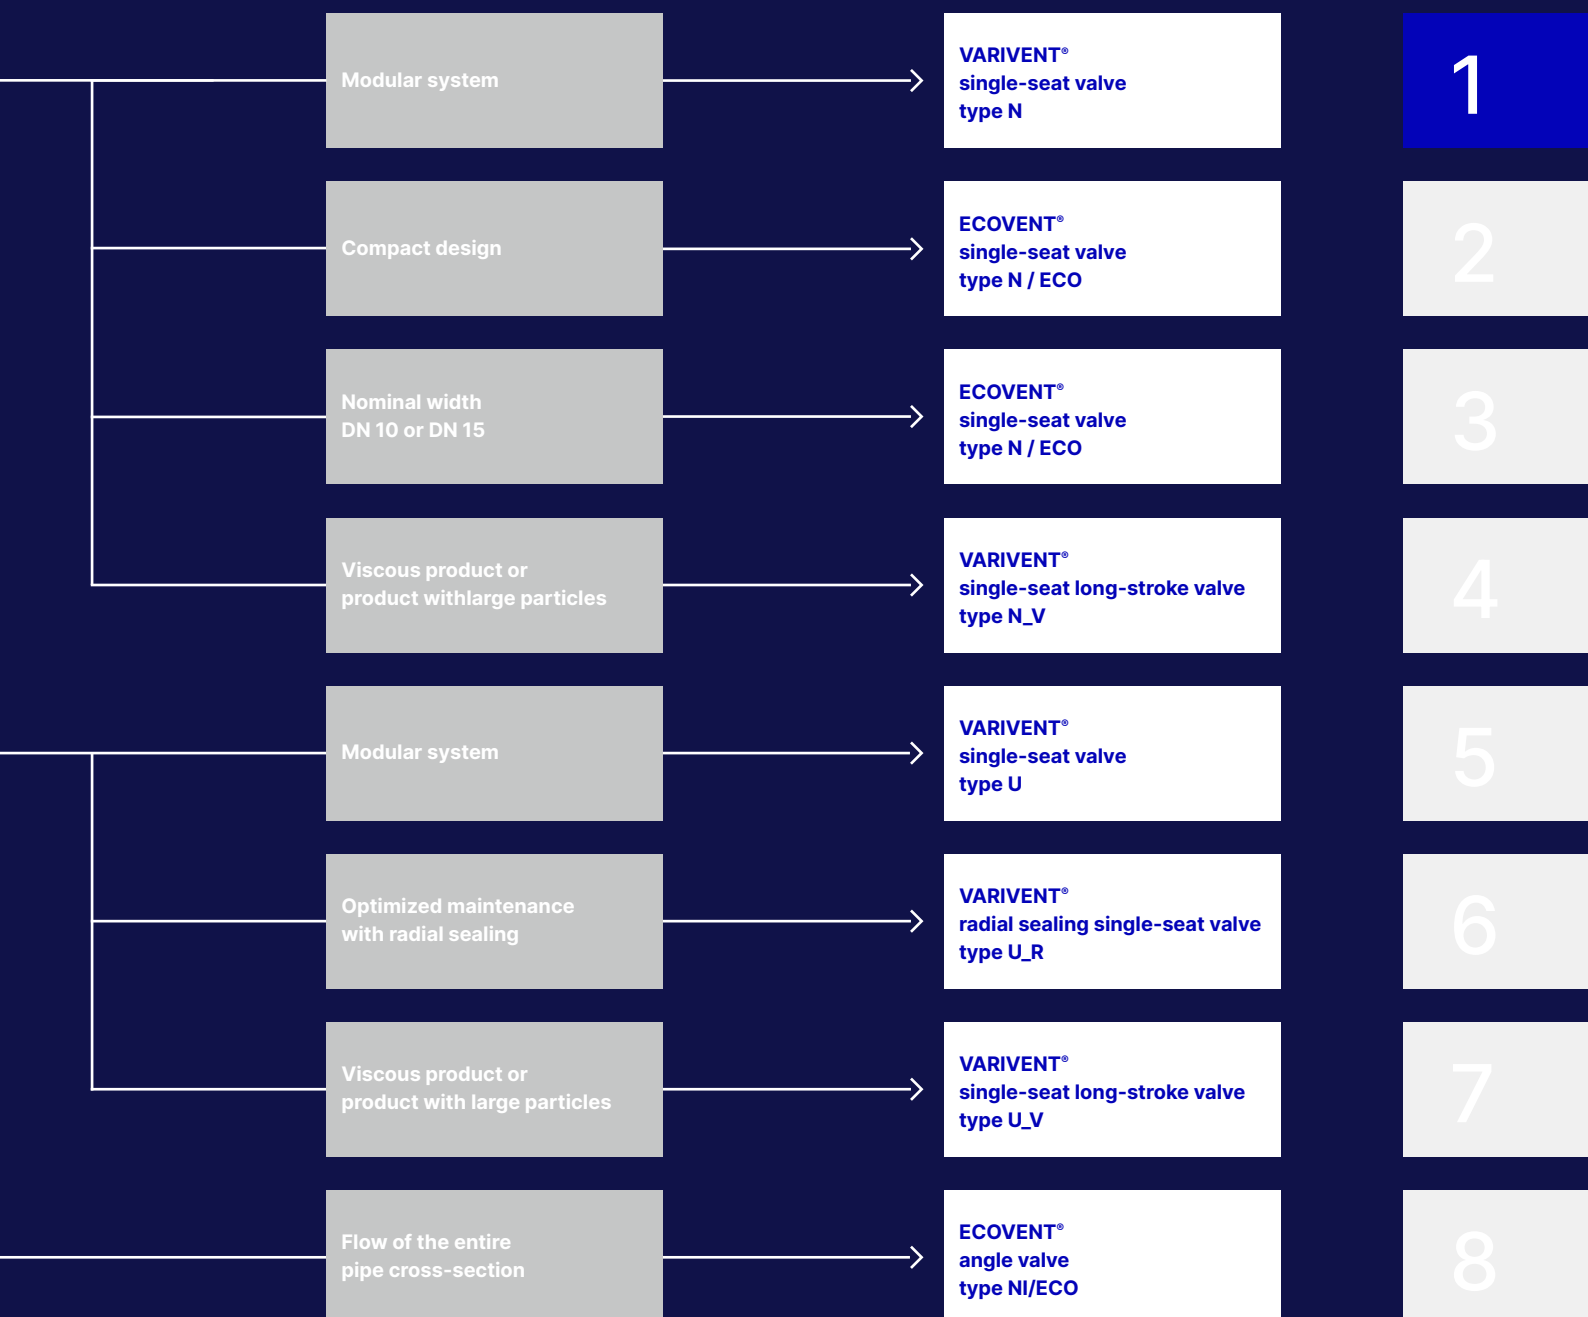 Modular system
VARIVENT®
single-seat valve
type N
1
Compact design
ECOVENT®
single-seat valve
type N / ECO
2
Nominal width
DN 10 or DN 15
ECOVENT®
single-seat valve
type N / ECO
3
Viscous product or
product withlarge particles
VARIVENT®
single-seat long-stroke valve
type N_V
4
Modular system
VARIVENT®
single-seat valve
type U
5
Optimized maintenance
with radial sealing
VARIVENT®
radial sealing single-seat valve
type U_R
6
Viscous product or
product with large particles
VARIVENT®
single-seat long-stroke valve
type U_V
7
Flow of the entire
pipe cross-section
ECOVENT®
angle valve
type NI/ECO
8